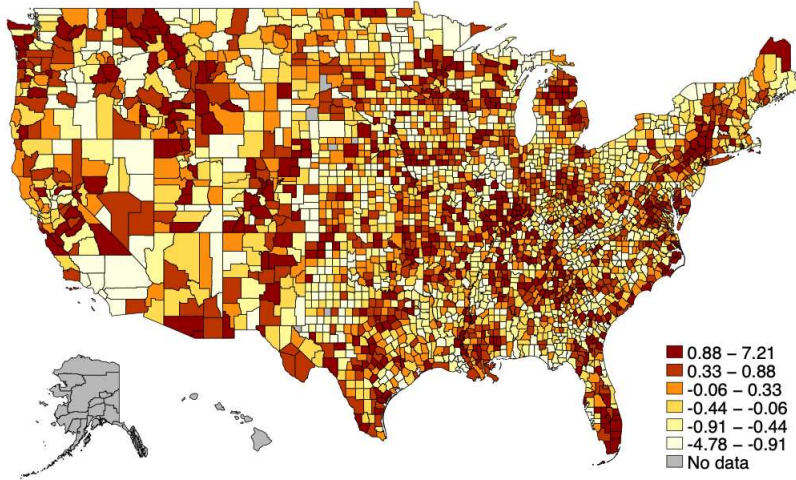 0.88 – 7.21
0.33 – 0.88
-0.06 – 0.33
-0.44 – -0.06
-0.91 – -0.44
-4.78 – -0.91
No data